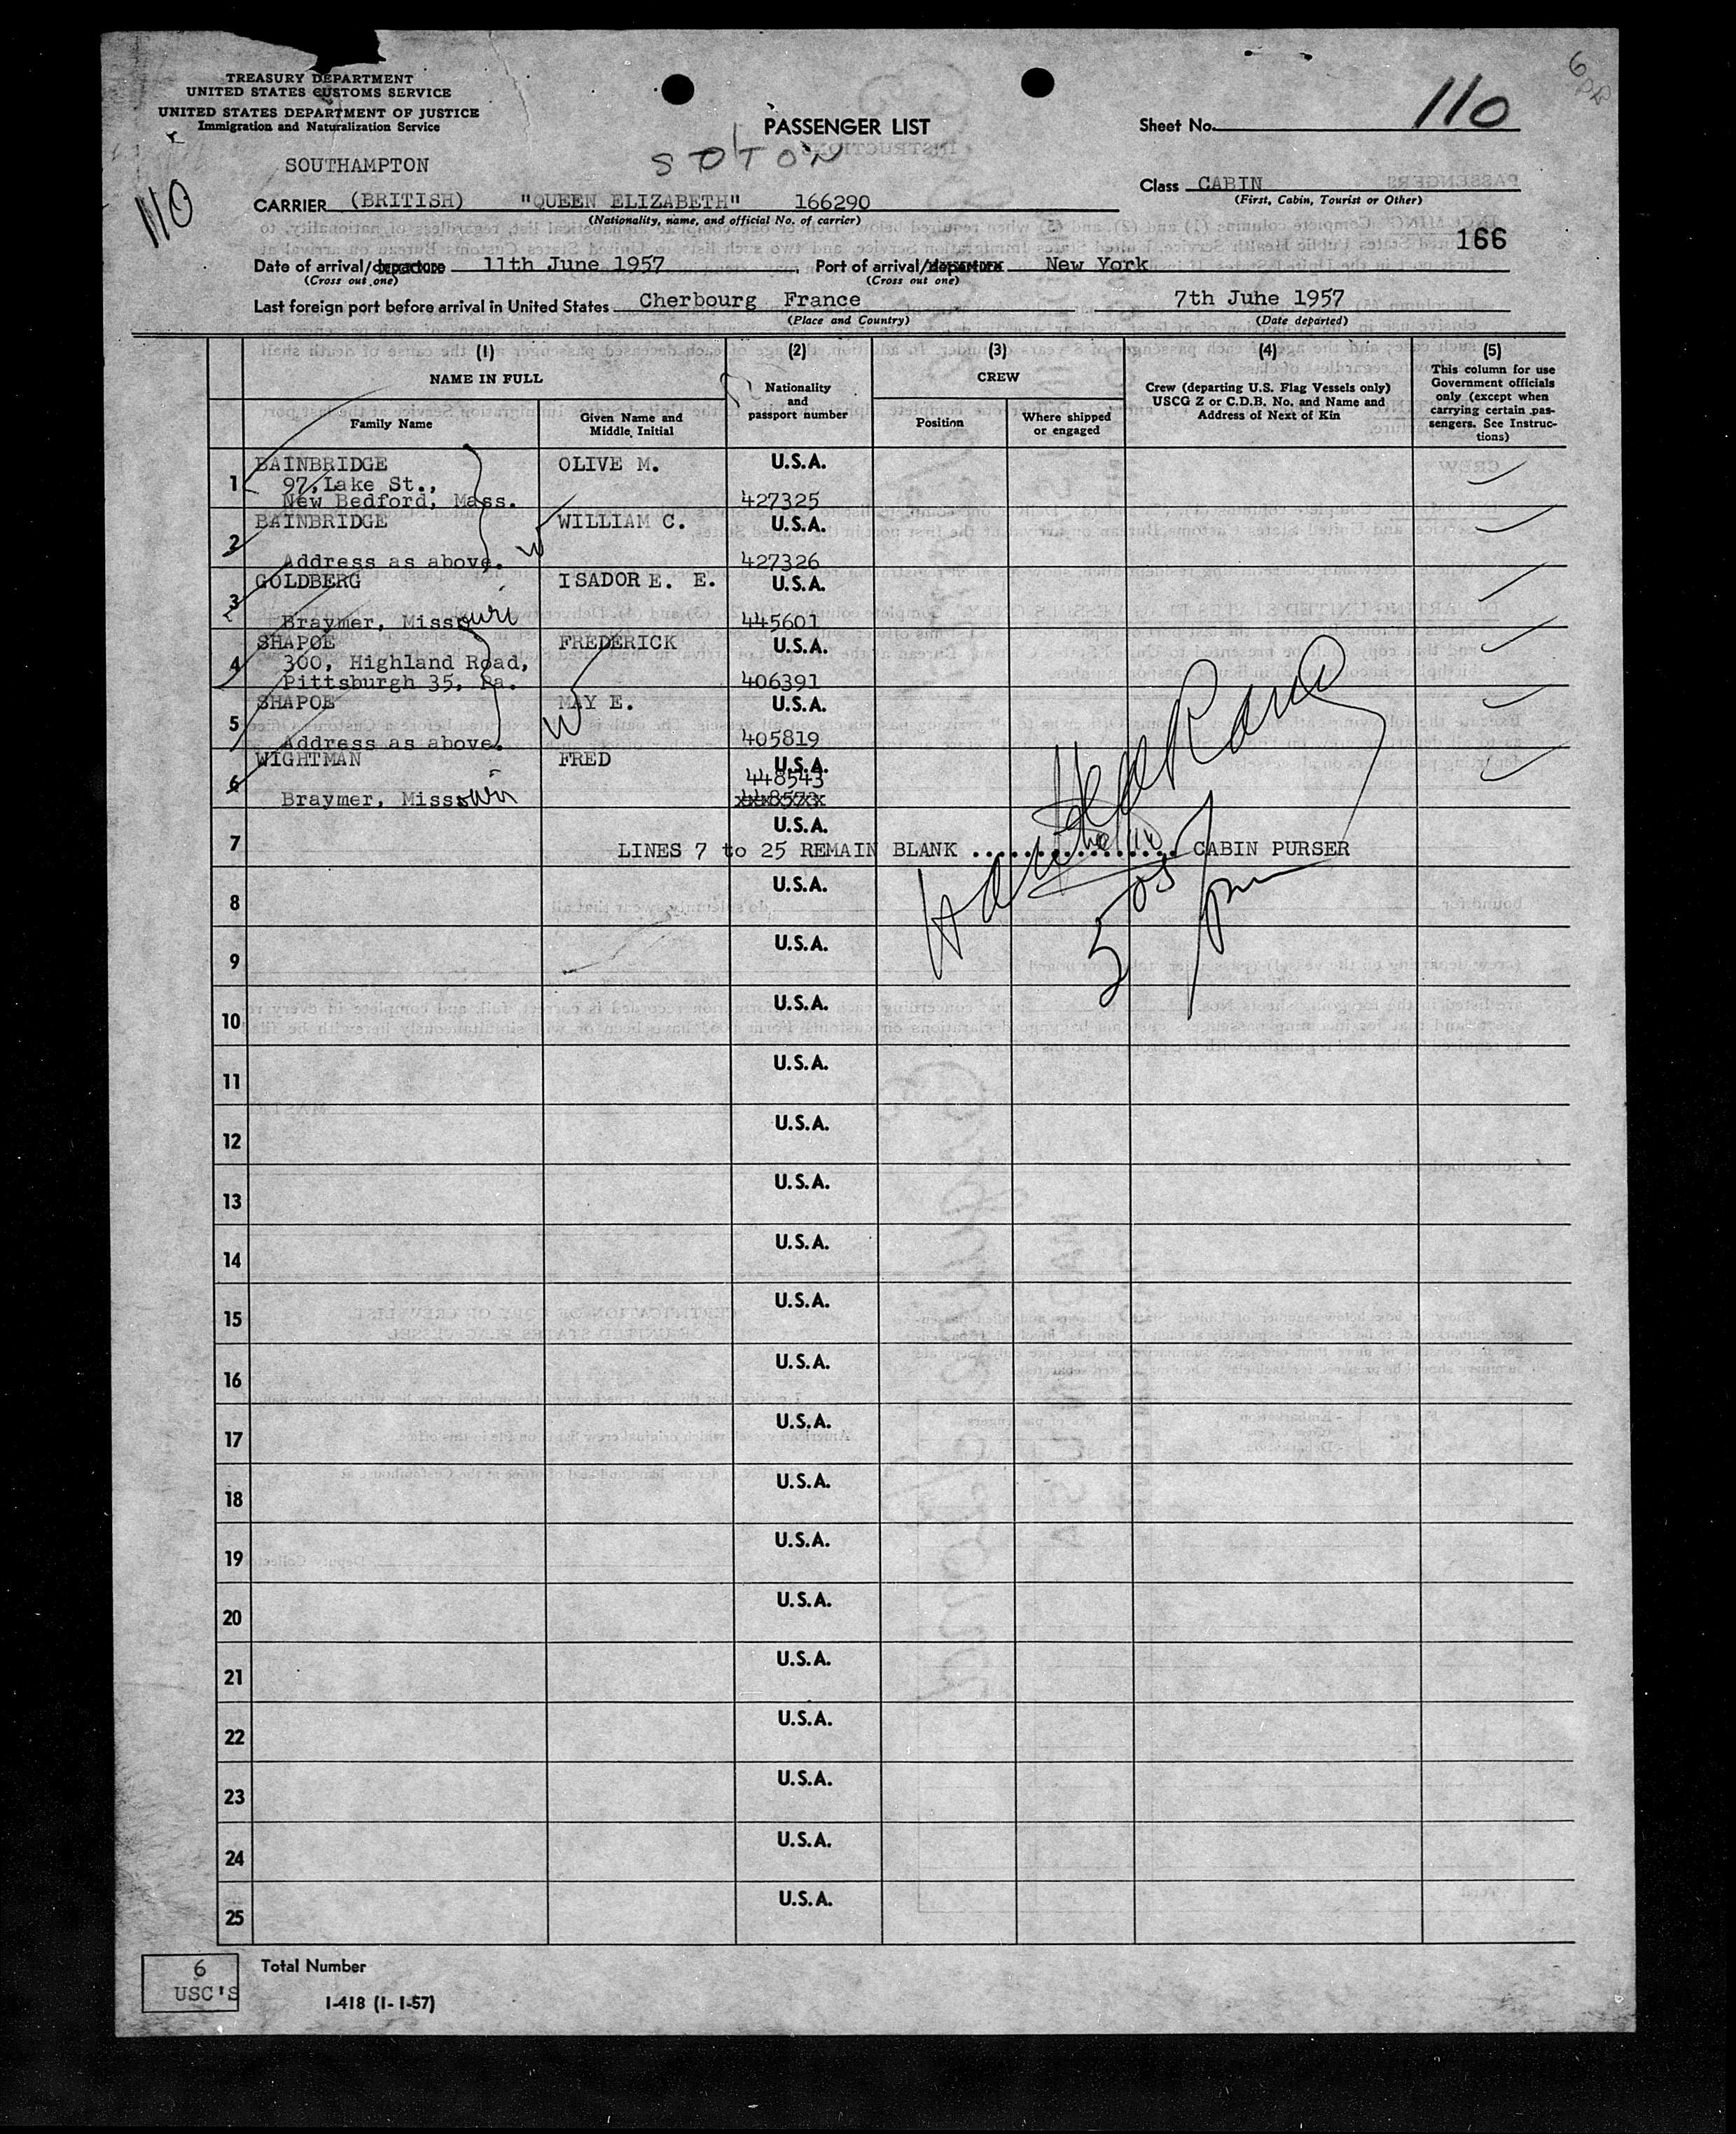 TREASURY DEPARTMENT
UNITED STATES CUSTOMS SERVICE
UNITED STATES DEPARTMENT OF JUSTICE
Immigration and Naturalization Service
PASSENGER LIST
Sheet No. 110
SOUTHAMPTON
SOTON
110
Class CABIN
(First, Cabin, Tourist or Other)
CARRIER (BRITISH) "QUEEN ELIZABETH" 166290
(Nationality, name, and official No. of carrier)
166
Date of arrival/departure 11th June 1957 Port of arrival/departure New York
(Cross out one) (Cross out one)
Last foreign port before arrival in United States Cherbourg France 7th Juhe 1957
(Place and Country) (Date departed)
(1) (2) (3) (4) (5)
NAME IN FULL
Family Name
Given Name and Middle Initial
Nationality and passport number
CREW
Position
Where shipped or engaged
Crew (departing U.S. Flag Vessels only)
USCG Z or C.D.B. No. and Name and
Address of Next of Kin
This column for use
Government officials
only (except when
carrying certain pas-
sengers. See Instruc-
tions)
1 BAINBRIDGE OLIVE M. U.S.A.
97, Lake St.,
New Bedford, Mass. 427325
2 BAINBRIDGE WILLIAM C. U.S.A.
Address as above. 427326
3 GOLDBERG ISADORE. E. U.S.A.
Braymer, Missouri 445601
4 SHAPOE FREDERICK U.S.A.
300, Highland Road,
Pittsburgh 35, Pa. 406391
5 SHAPOE MAY E. U.S.A.
Address as above. 405819
6 WIGHTMAN FRED U.S.A.
448543
Braymer, Missouri
7 U.S.A.
LINES 7 to 25 REMAIN BLANK ................ CABIN PURSER
5 05 pm
8 U.S.A.
9 U.S.A.
10 U.S.A.
11 U.S.A.
12 U.S.A.
13 U.S.A.
14 U.S.A.
15 U.S.A.
16 U.S.A.
17 U.S.A.
18 U.S.A.
19 U.S.A.
20 U.S.A.
21 U.S.A.
22 U.S.A.
23 U.S.A.
24 U.S.A.
25 U.S.A.
6
USC'S
Total Number
I-418 (1-1-57)